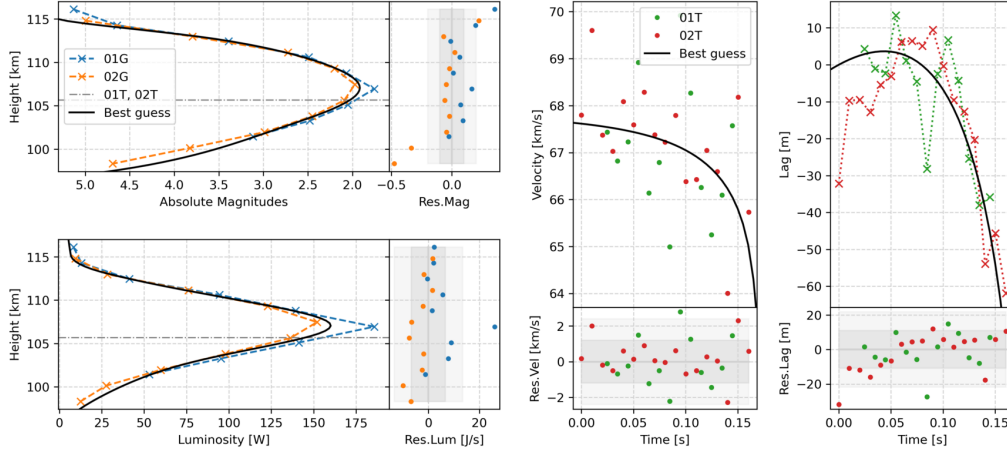 115
110
105
100
Height [km]
01G
02G
01T, 02T
Best guess
5.0 4.5 4.0 3.5 3.0 2.5 2.0
Absolute Magnitudes
−0.5 0.0
Res.Mag
115
110
105
100
Height [km]
0 25 50 75 100 125 150 175
Luminosity [W]
0 25
Res.Lum [J/s]
70
69
68
67
66
65
64
Velocity [km/s]
01T
02T
Best guess
2
0
−2
Res.Vel [km/s]
0.00 0.05 0.10 0.15
Time [s]
10
0
−10
−20
−30
−40
−50
−60
Lag [m]
20
0
−20
Res.Lag [m]
0.00 0.05 0.10 0.15
Time [s]